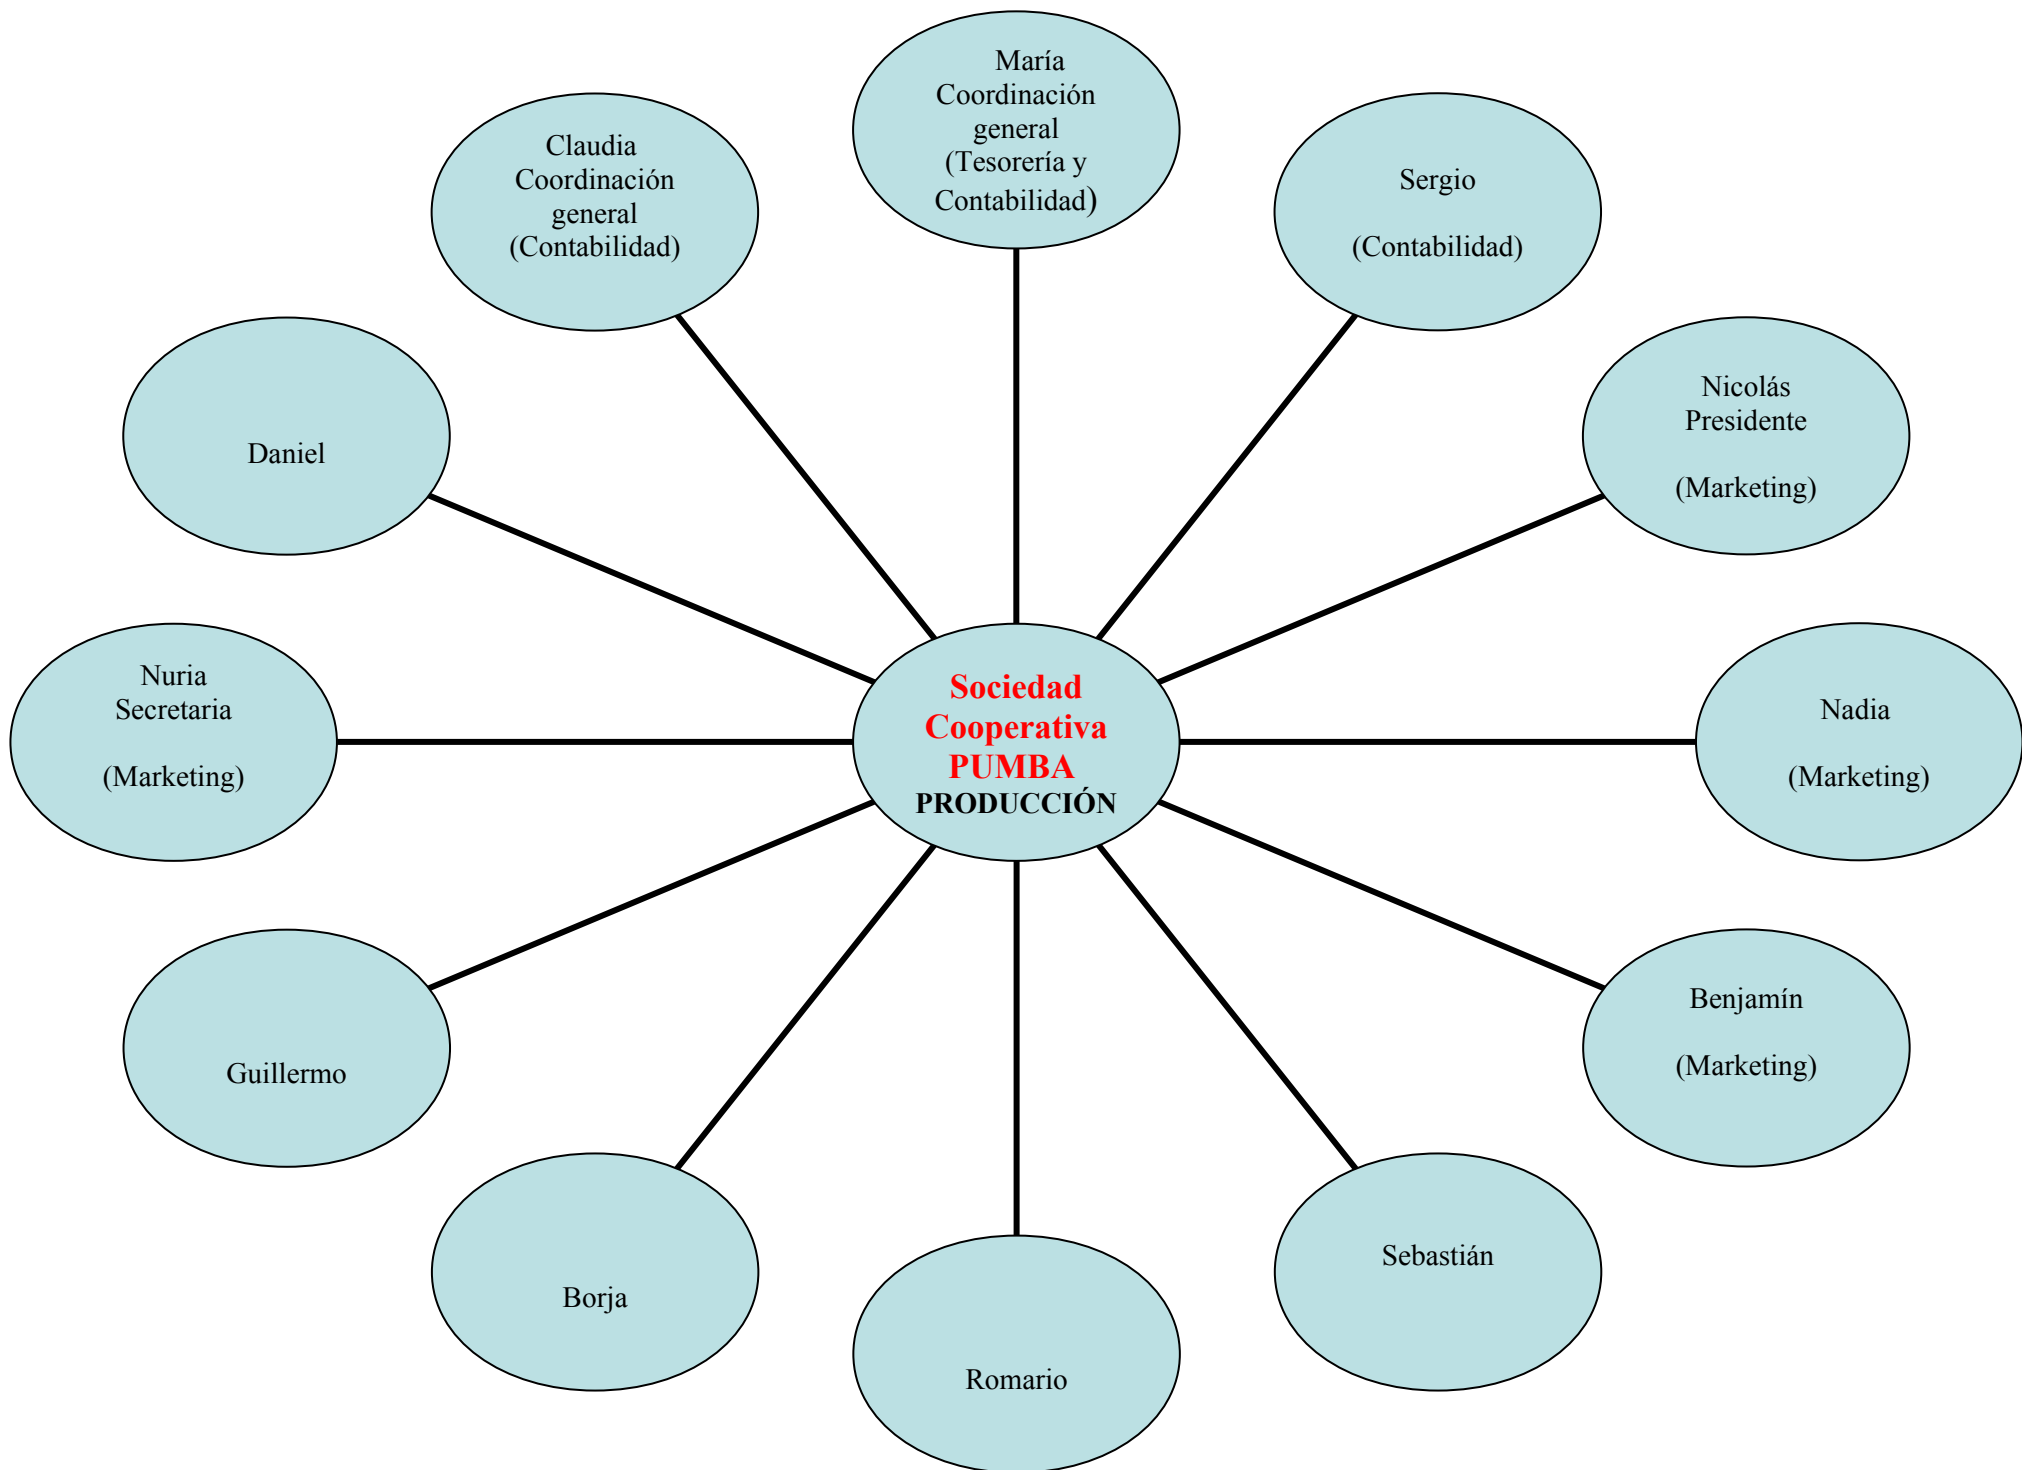 María
Coordinación
general
(Tesorería y
Contabilidad)
Claudia
Coordinación
general
(Contabilidad)
Sergio
(Contabilidad)
Daniel
Nicolás
Presidente
(Marketing)
Nuria
Secretaria
(Marketing)
Sociedad
Cooperativa
PUMBA
PRODUCCIÓN
Nadia
(Marketing)
Guillermo
Benjamín
(Marketing)
Borja
Sebastián
Romario